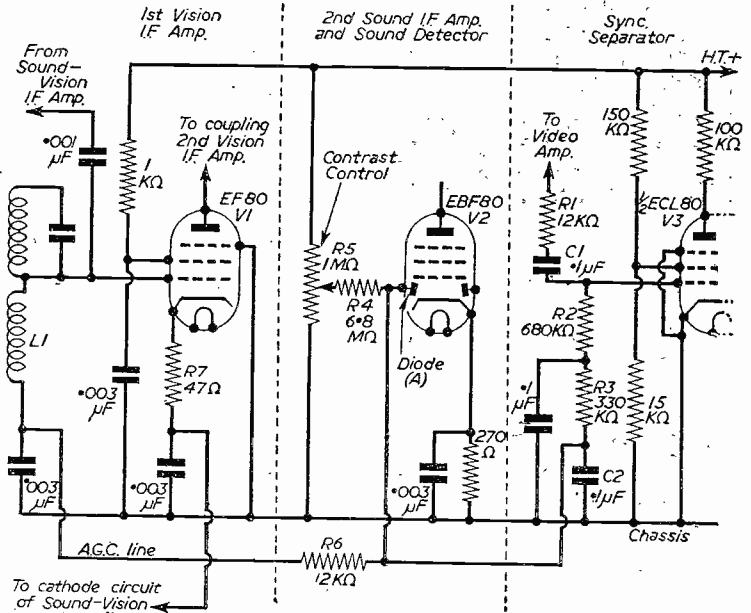 1st Vision
I.F Amp.
2nd Sound I.F Amp.
and Sound Detector
Sync.
Separator
From
Sound-
Vision
I.F Amp.
H.T.+
•001
μF
To coupling
2nd Vision
I.F Amp.
1
KΩ
EF80
V1
Contrast
Control
EBF80
V2
To
Video
Amp.
150
KΩ
100
KΩ
R1
12KΩ
½ECL80
V3
C1
•1μF
R5
1MΩ
R4
6•8
MΩ
R2
680KΩ
L1
R7
47Ω
Diode
(A)
•003
μF
•1
μF
R3
330
KΩ
15
KΩ
270
Ω
•003
μF
•003
μF
•003
μF
C2
•1μF
Chassis
A.G.C. line
R6
12KΩ
To cathode circuit
of Sound-Vision